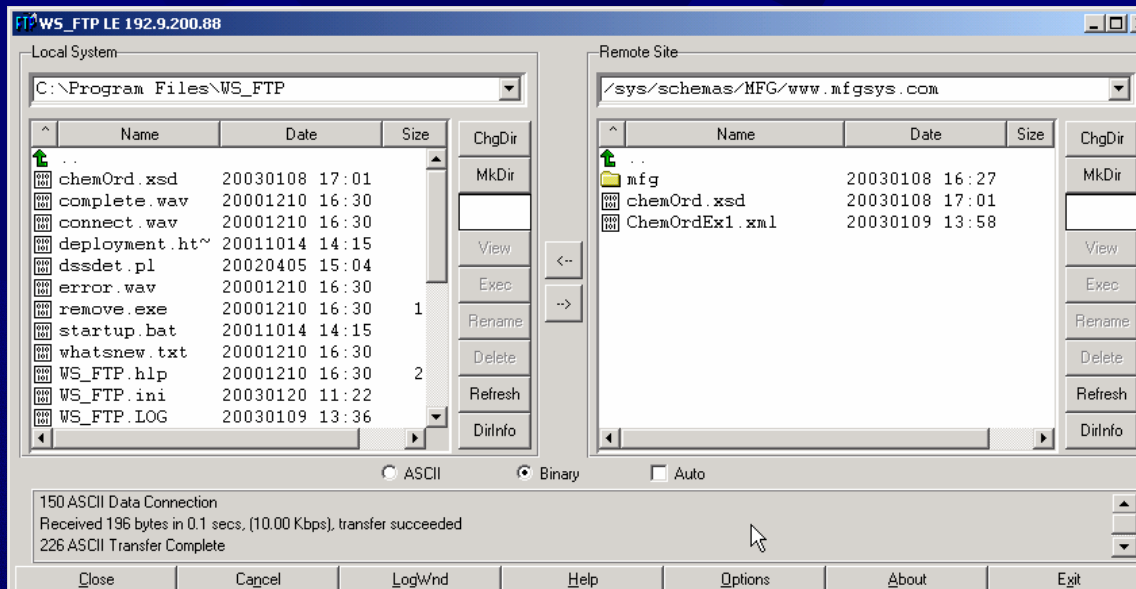 WS_FTP LE 192.9.200.88
Local System
C:\Program Files\WS_FTP
^ Name Date Size
..
chemOrd.xsd 20030108 17:01
complete.wav 20001210 16:30
connect.wav 20001210 16:30
deployment.ht~ 20011014 14:15
dssdet.pl 20020405 15:04
error.wav 20001210 16:30
remove.exe 20001210 16:30 1
startup.bat 20011014 14:15
whatsnew.txt 20001210 16:30
WS_FTP.hlp 20001210 16:30 2
WS_FTP.ini 20030120 11:22
WS_FTP.LOG 20030109 13:36
ChgDir
MkDir
View
Exec
Rename
Delete
Refresh
DirInfo
<--
-->
Remote Site
/sys/schemas/MFG/www.mfgsys.com
^ Name Date Size
..
mfg 20030108 16:27
chemOrd.xsd 20030108 17:01
ChemOrdEx1.xml 20030109 13:58
ChgDir
MkDir
View
Exec
Rename
Delete
Refresh
DirInfo
ASCII Binary Auto
150 ASCII Data Connection
Received 196 bytes in 0.1 secs, (10.00 Kbps), transfer succeeded
226 ASCII Transfer Complete
Close Cancel LogWnd Help Options About Exit